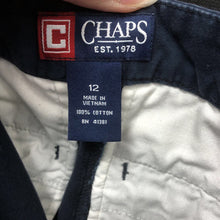 C CHAPS
EST. 1978
12
MADE IN
VIETNAM
100% COTTON
RN 41381